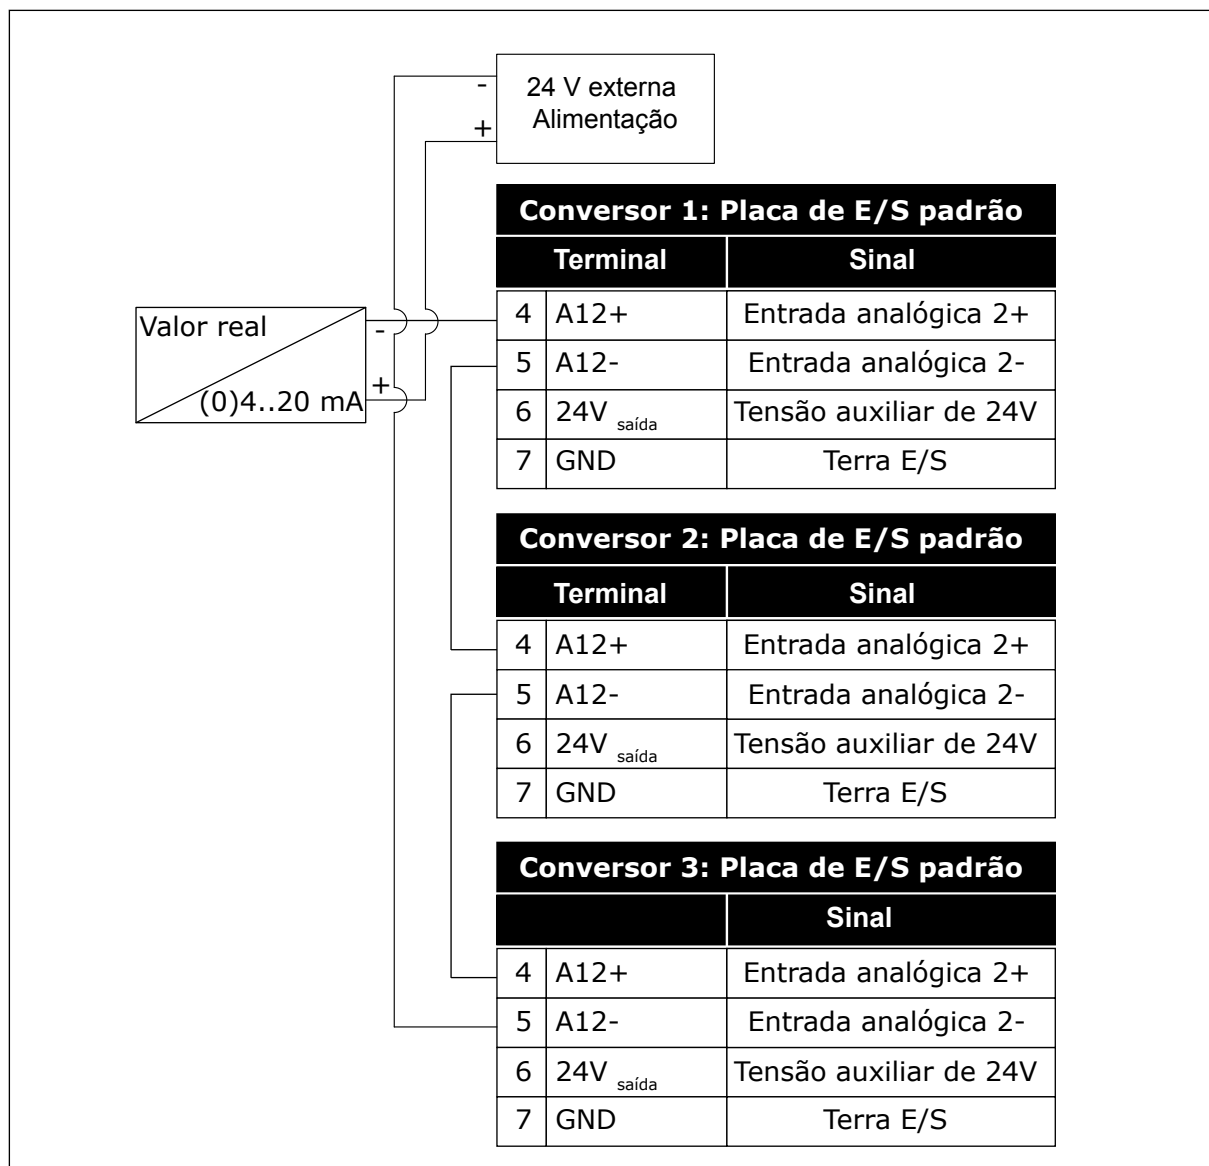 -
24 V externa
+
Alimentação
Conversor 1: Placa de E/S padrão
Terminal Sinal
Valor real
-
+
(0)4..20 mA
4 A12+ Entrada analógica 2+
5 A12- Entrada analógica 2-
6 24V saída Tensão auxiliar de 24V
7 GND Terra E/S
Conversor 2: Placa de E/S padrão
Terminal Sinal
4 A12+ Entrada analógica 2+
5 A12- Entrada analógica 2-
6 24V saída Tensão auxiliar de 24V
7 GND Terra E/S
Conversor 3: Placa de E/S padrão
Sinal
4 A12+ Entrada analógica 2+
5 A12- Entrada analógica 2-
6 24V saída Tensão auxiliar de 24V
7 GND Terra E/S